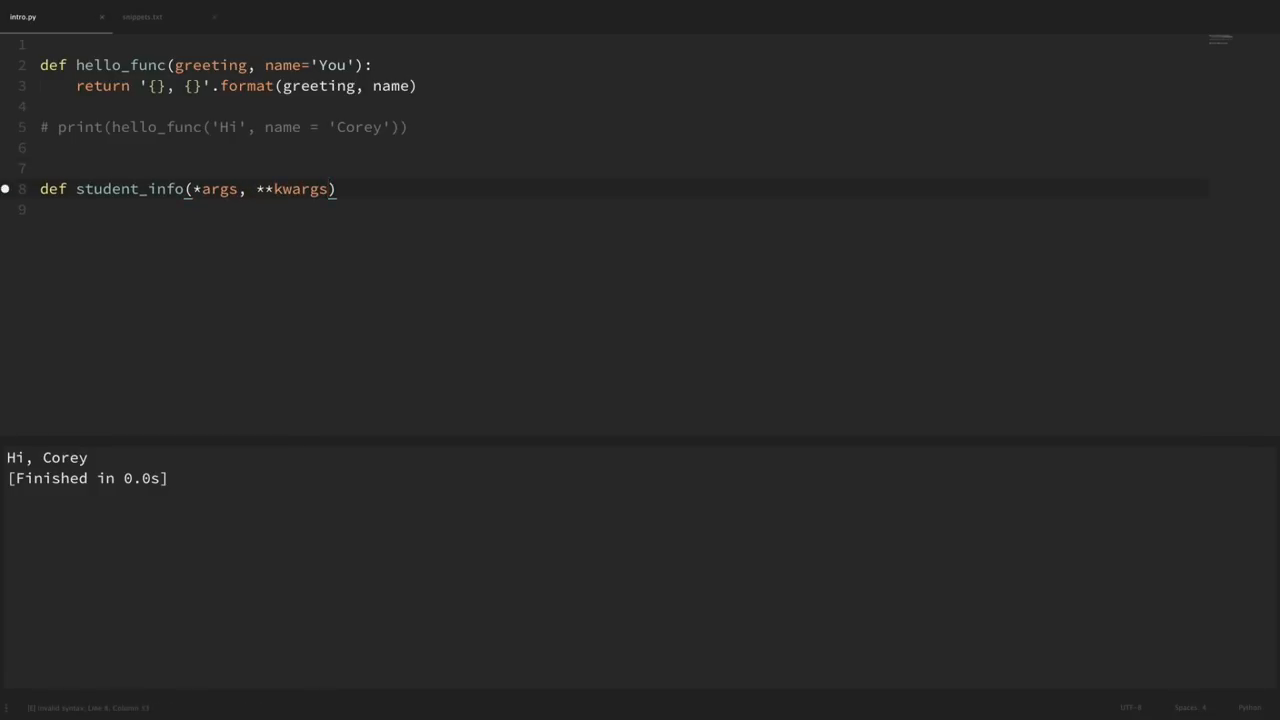 intro.py × snippets.txt ×
1
2 def hello_func(greeting, name='You'):
3     return '{}, {}'.format(greeting, name)
4
5 # print(hello_func('Hi', name = 'Corey'))
6
7
8 def student_info(*args, **kwargs)
9
Hi, Corey
[Finished in 0.0s]
[E] invalid syntax, Line 8, Column 33 UTF-8 Spaces: 4 Python